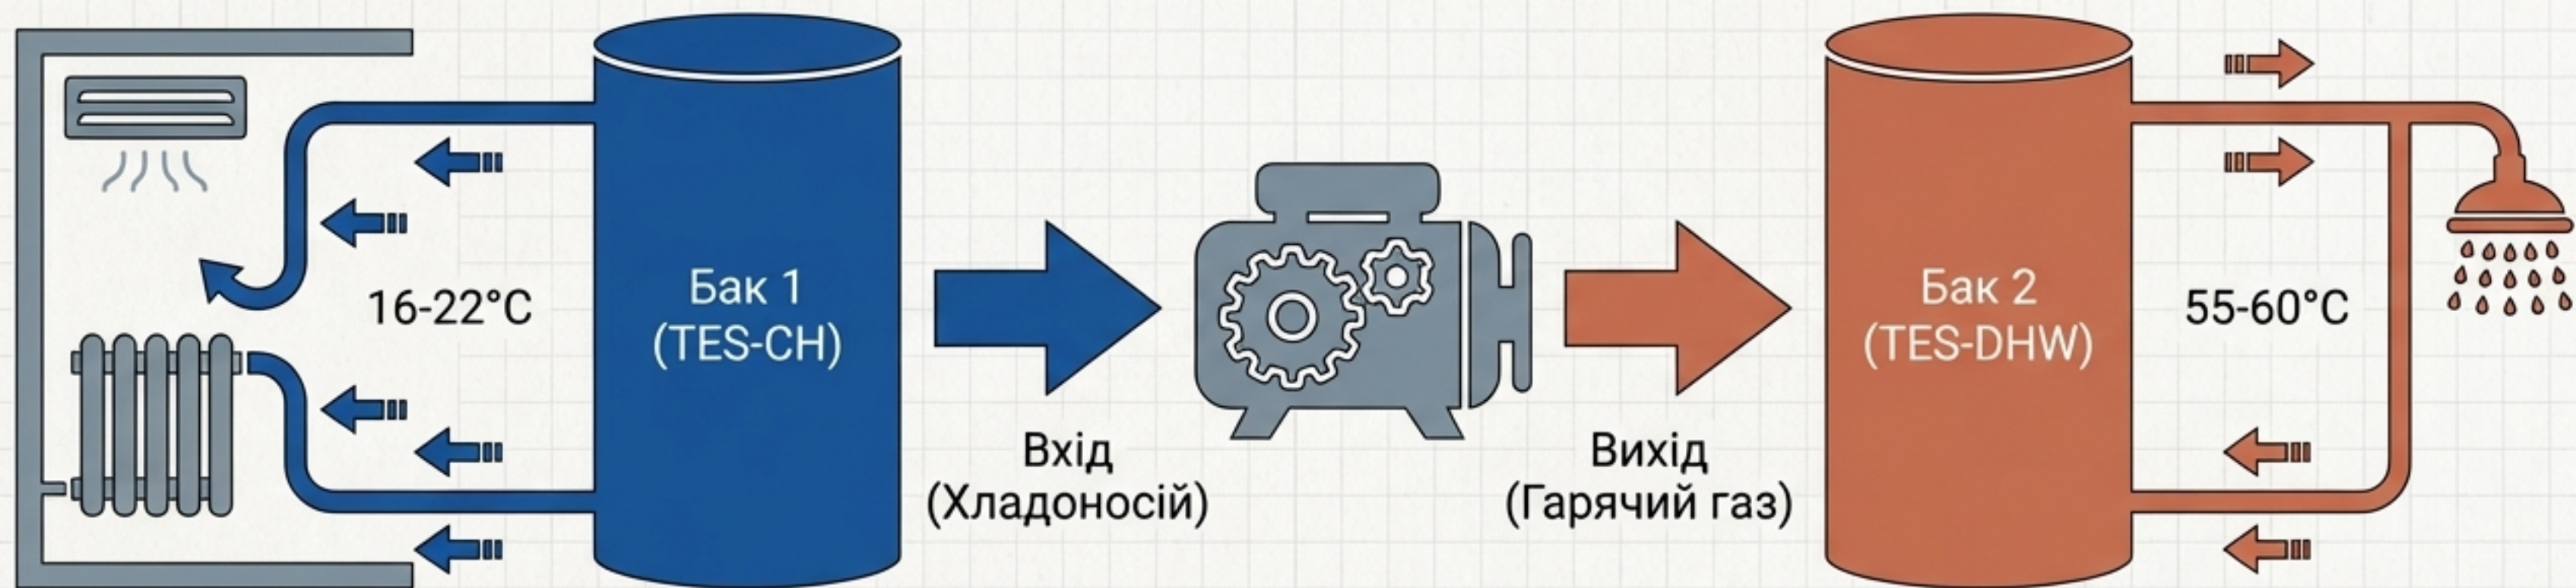 16-22°C
Бак 1
(TES-CH)
Вхід
(Хладоносій)
Вихід
(Гарячий газ)
Бак 2
(TES-DHW)
55-60°C